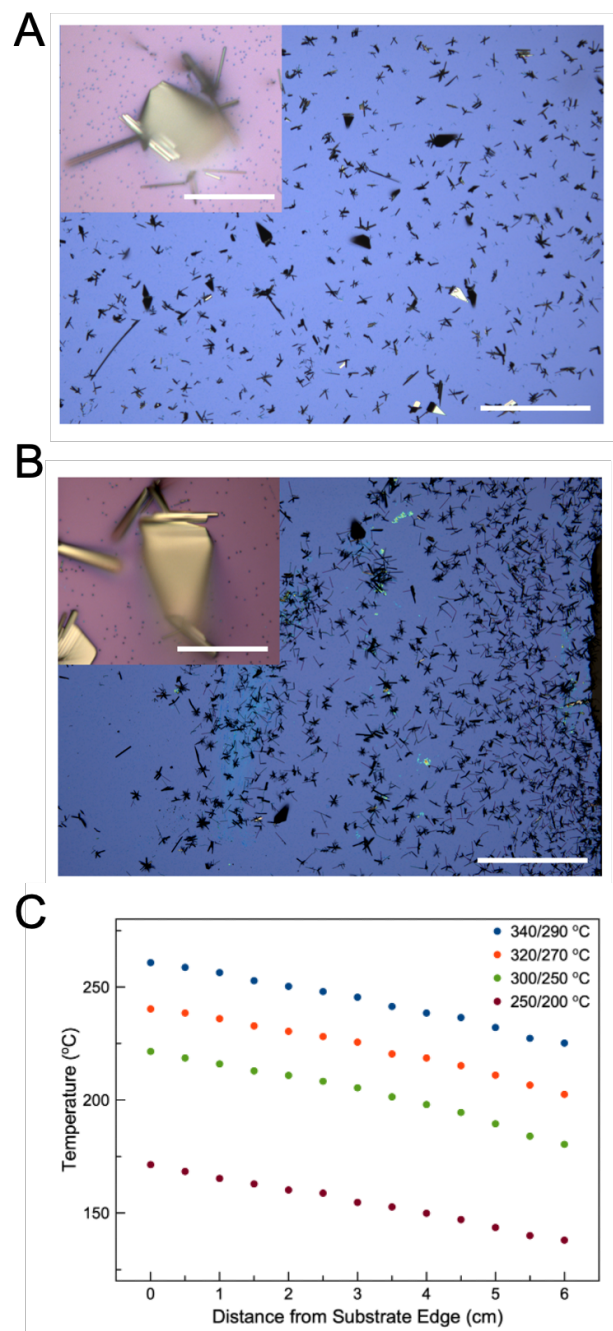 A
B
C
340/290 °C
320/270 °C
300/250 °C
250/200 °C
250
200
150
Temperature (°C)
0 1 2 3 4 5 6
Distance from Substrate Edge (cm)